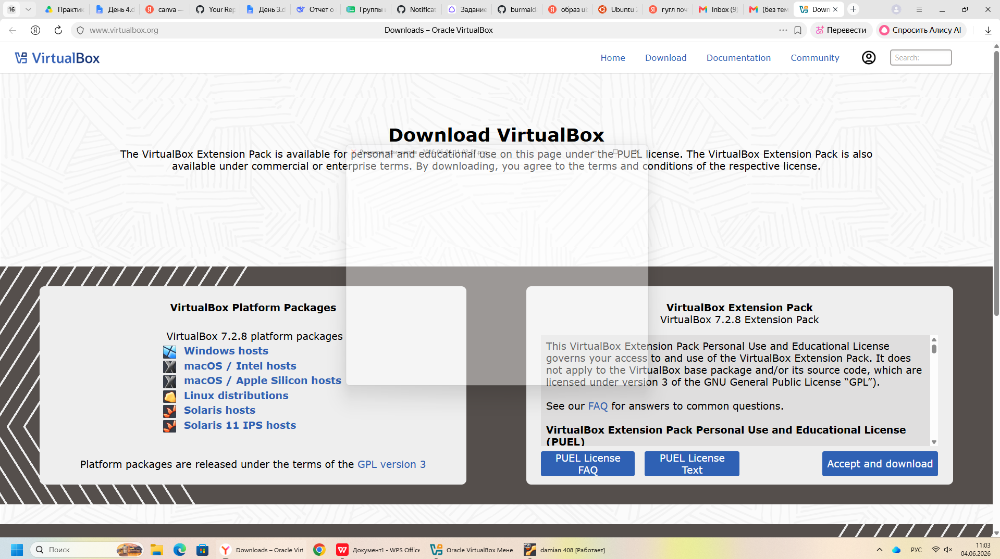 16
Практик
День 4.d
canva —
Your Rep
День 3.d
Отчет о
Группы
Notificat
Задание
burmald
образ ub
Ubuntu 2
гугл поч
Inbox (9)
(без тем
Down
www.virtualbox.org
Downloads – Oracle VirtualBox
Перевести
Спросить Алису AI
VirtualBox
Home
Download
Documentation
Community
Search:
Download VirtualBox
The VirtualBox Extension Pack is available for personal and educational use on this page under the PUEL license. The VirtualBox Extension Pack is also
available under commercial or enterprise terms. By downloading, you agree to the terms and conditions of the respective license.
VirtualBox Platform Packages
VirtualBox 7.2.8 platform packages
Windows hosts
macOS / Intel hosts
macOS / Apple Silicon hosts
Linux distributions
Solaris hosts
Solaris 11 IPS hosts
Platform packages are released under the terms of the GPL version 3
VirtualBox Extension Pack
VirtualBox 7.2.8 Extension Pack
This VirtualBox Extension Pack Personal Use and Educational License
governs your access to and use of the VirtualBox Extension Pack. It does
not apply to the VirtualBox base package and/or its source code, which are
licensed under version 3 of the GNU General Public License “GPL”).
See our FAQ for answers to common questions.
VirtualBox Extension Pack Personal Use and Educational License
(PUEL)
PUEL License
FAQ
PUEL License
Text
Accept and download
Поиск
Downloads – Oracle Virt
Документ1 - WPS Office
Oracle VirtualBox Мене
damian 408 [Работает]
РУС
11:03
04.06.2026